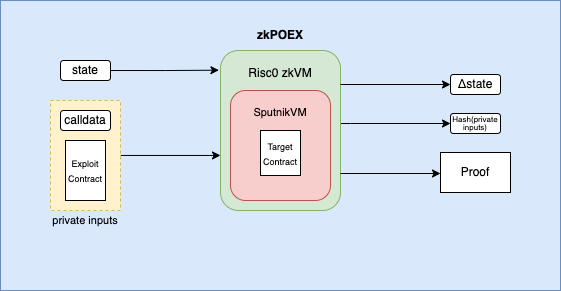 zkPOEX
state
Risc0 zkVM
Δstate
calldata
SputnikVM
Hash(private
inputs)
Exploit
Contract
Target
Contract
Proof
private inputs